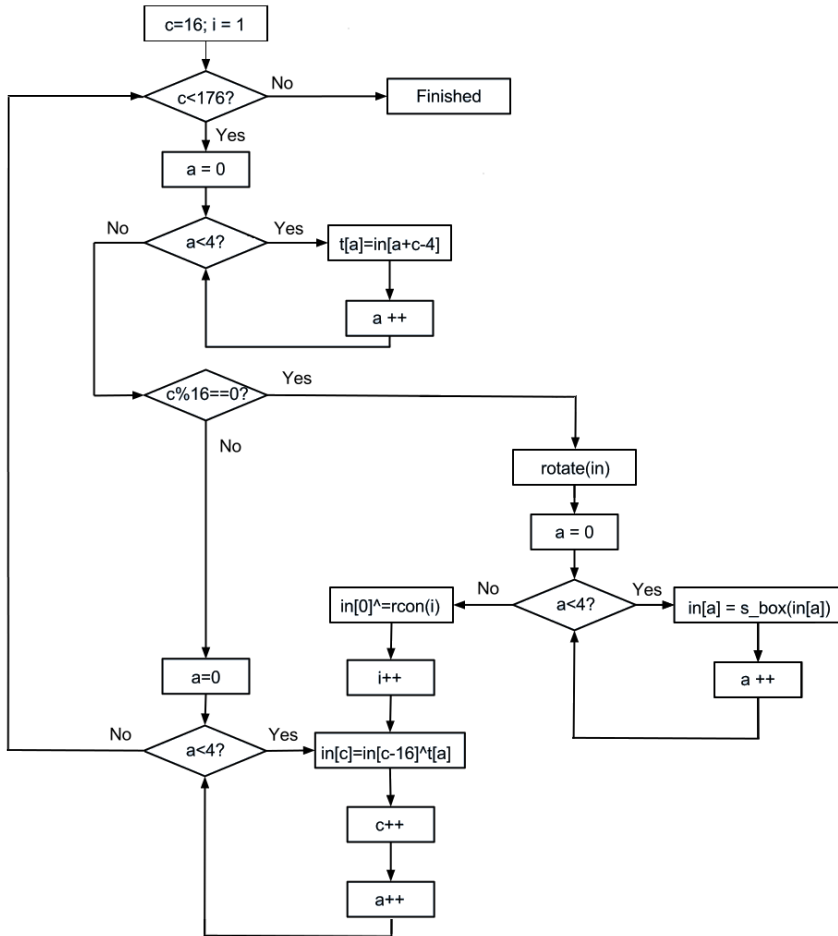 c=16; i = 1
c<176?
No
Finished
Yes
a = 0
No
a<4?
Yes
t[a]=in[a+c-4]
a ++
c%16==0?
Yes
No
rotate(in)
a = 0
No
a<4?
Yes
in[a] = s_box(in[a])
in[0]^=rcon(i)
a ++
i++
a=0
No
a<4?
Yes
in[c]=in[c-16]^t[a]
c++
a++